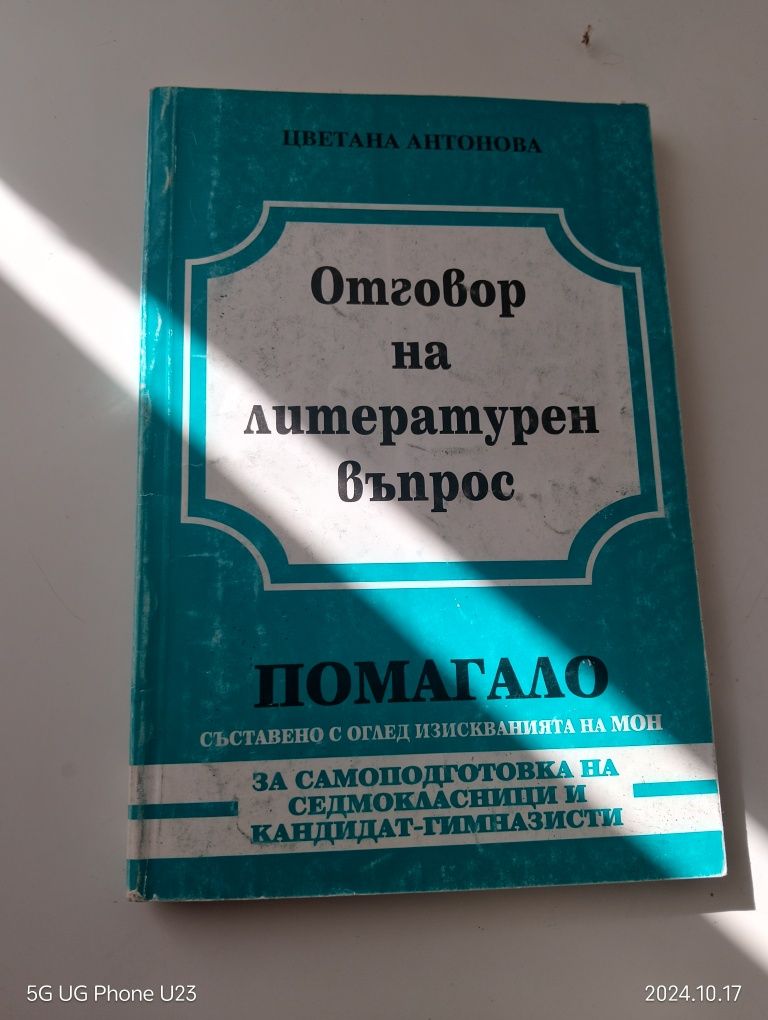 ЦВЕТАНА АНТОНОВА
Отговор
на
литературен
въпрос
ПОМАГАЛО
СЪСТАВЕНО С ОГЛЕД ИЗИСКВАНИЯТА НА МОН
ЗА САМОПОДГОТОВКА НА
СЕДМОКЛАСНИЦИ И
КАНДИДАТ-ГИМНАЗИСТИ
5G UG Phone U23
2024.10.17